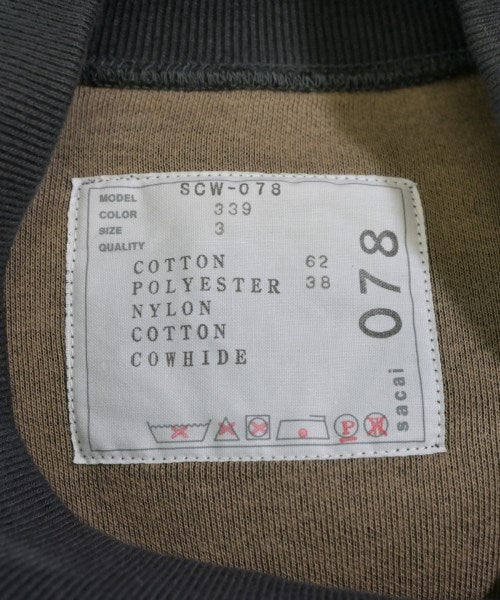 MODEL SCW-078
COLOR 339
SIZE 3
QUALITY
COTTON 62
POLYESTER 38
NYLON
COTTON
COWHIDE
P W
078
sacai